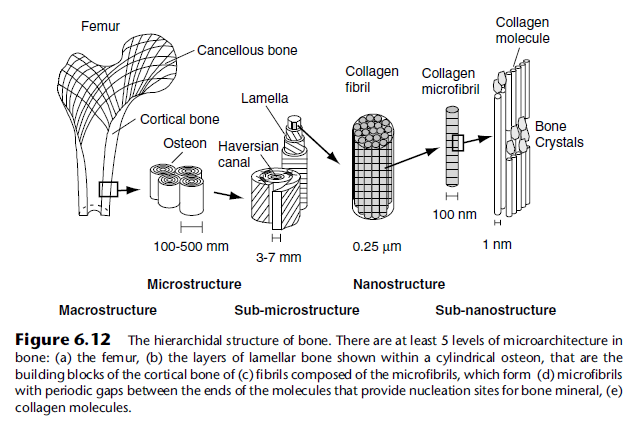 Femur
Cancellous bone
Cortical bone
Osteon
Haversian
canal
Lamella
Collagen
fibril
Collagen
microfibril
Collagen
molecule
Bone
Crystals
100-500 mm
3-7 mm
0.25 μm
100 nm
1 nm
Microstructure
Nanostructure
Macrostructure
Sub-microstructure
Sub-nanostructure
Figure 6.12 The hierarchidal structure of bone. There are at least 5 levels of microarchitecture in
bone: (a) the femur, (b) the layers of lamellar bone shown within a cylindrical osteon, that are the
building blocks of the cortical bone of (c) fibrils composed of the microfibrils, which form (d) microfibrils
with periodic gaps between the ends of the molecules that provide nucleation sites for bone mineral, (e)
collagen molecules.